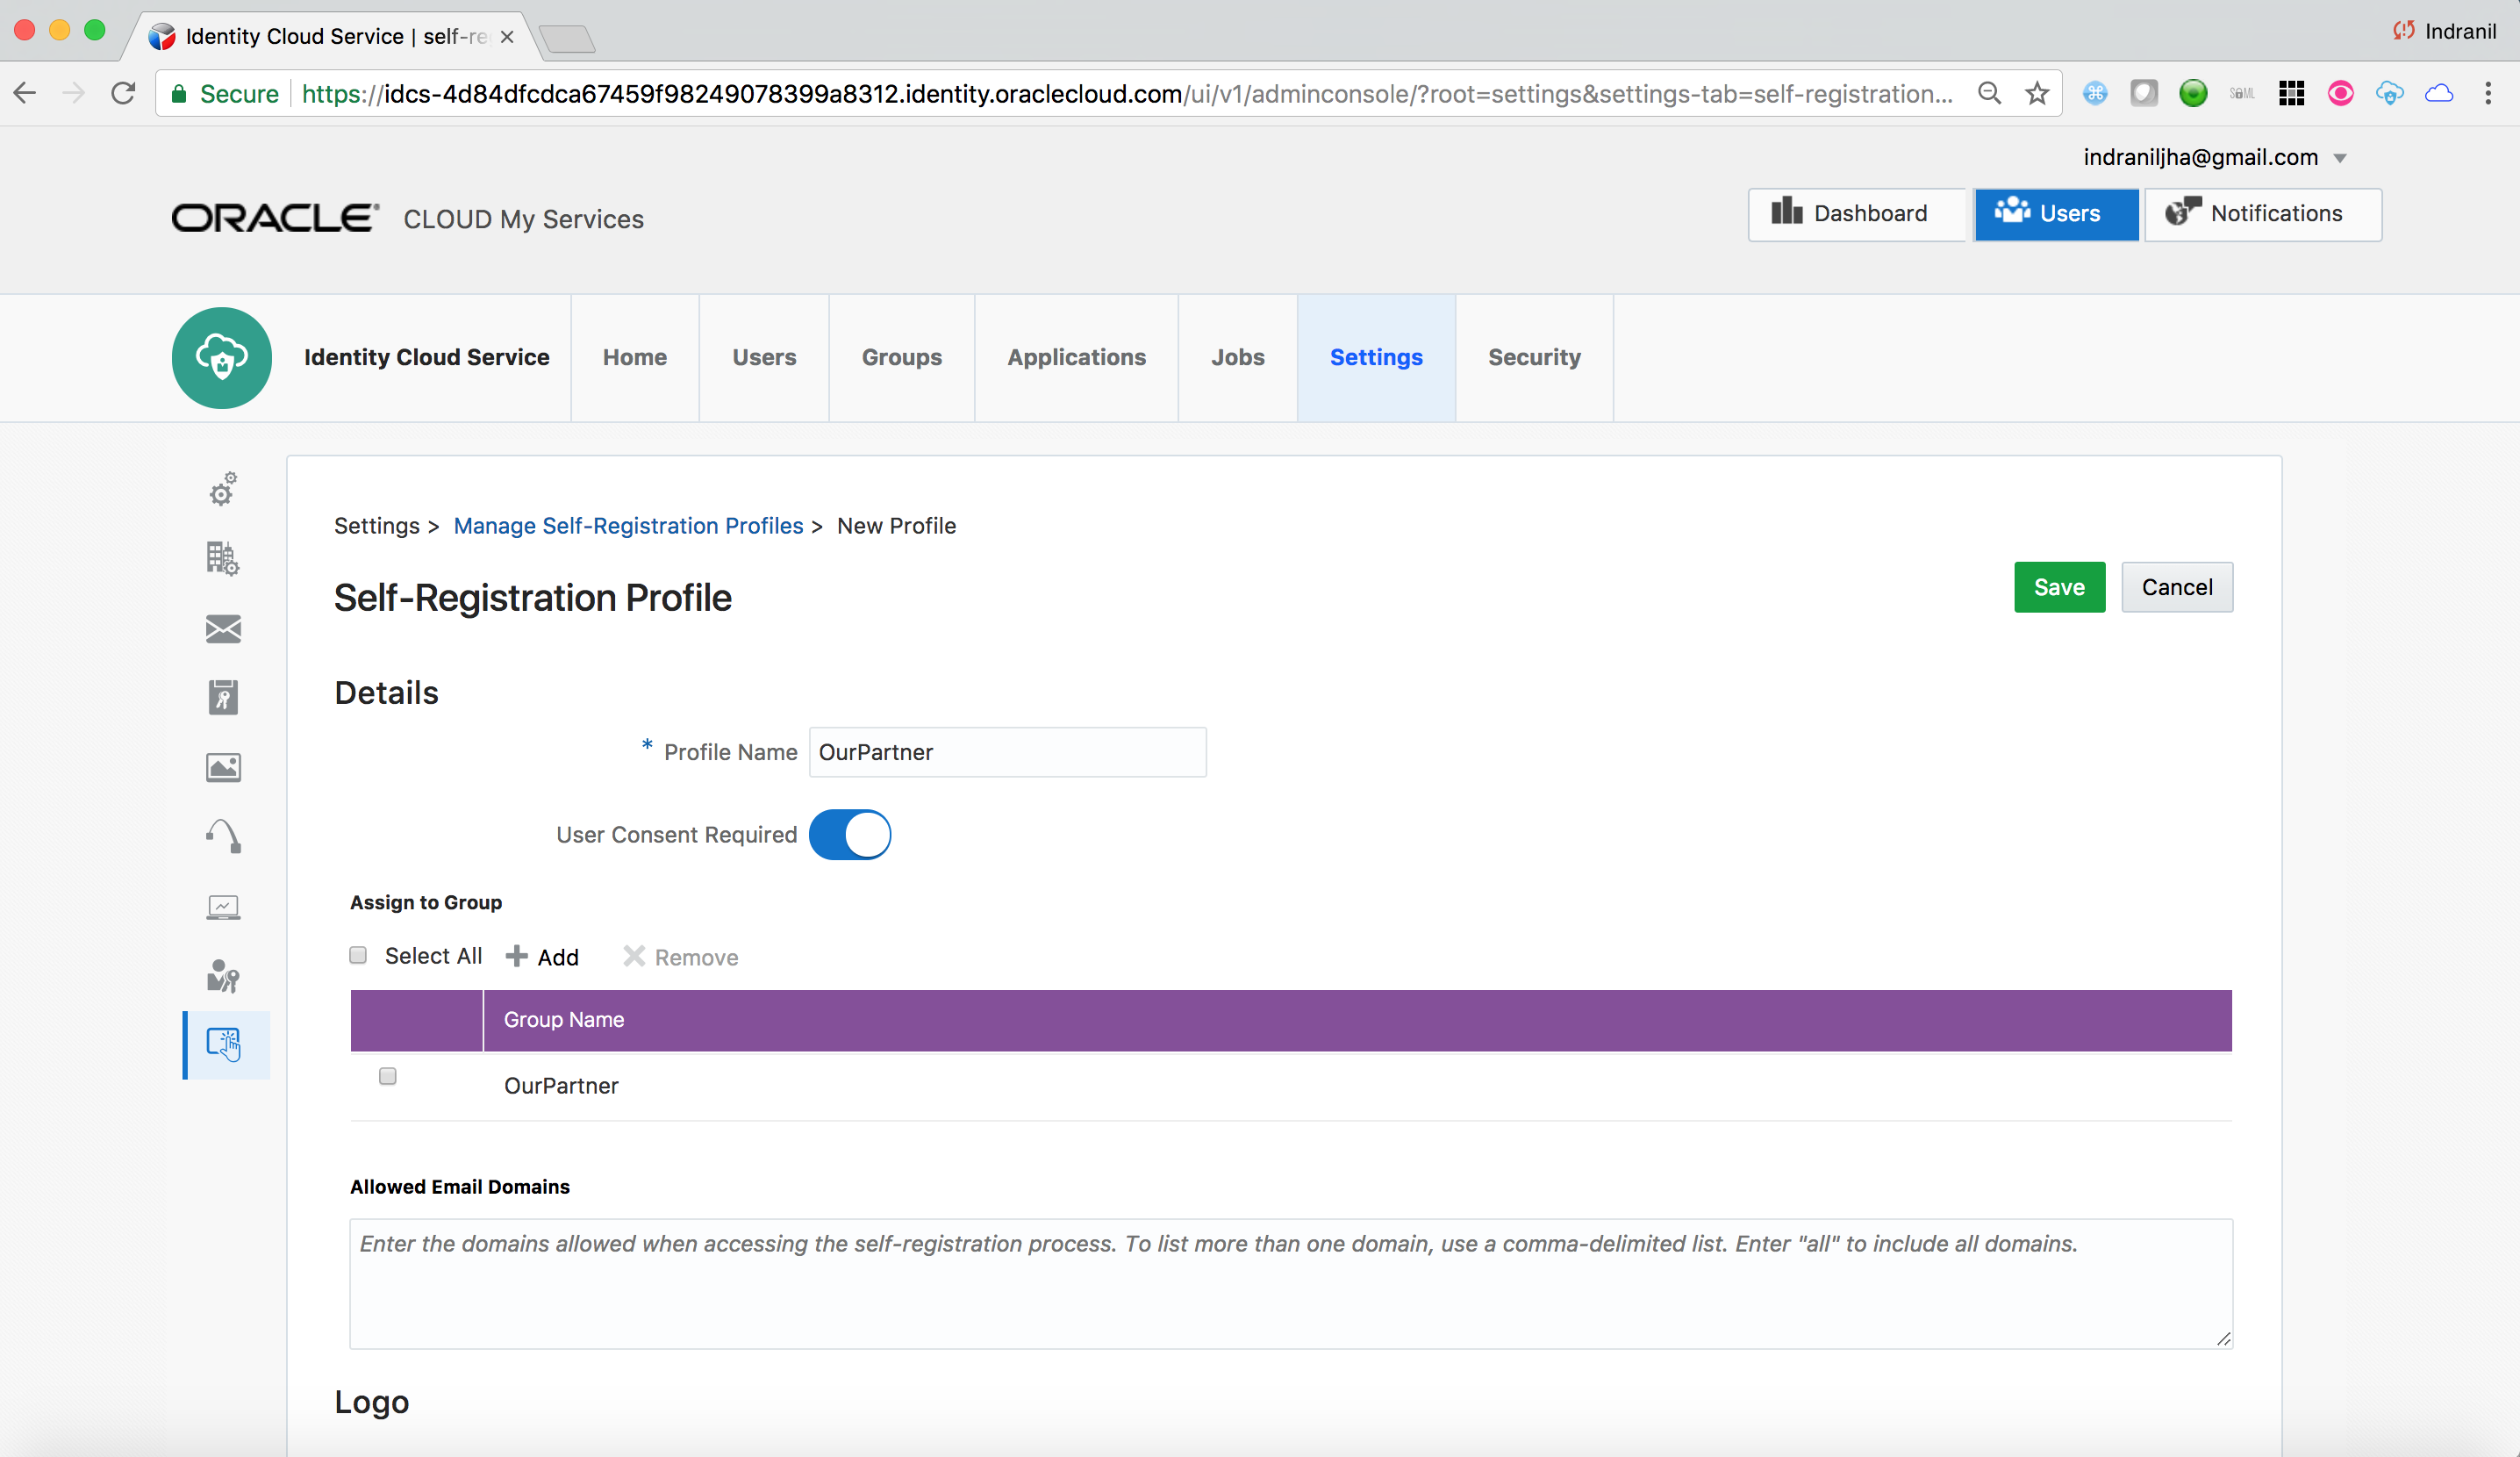 Identity Cloud Service | self-re
Indranil
Secure https://idcs-4d84dfcdca67459f98249078399a8312.identity.oraclecloud.com/ui/v1/adminconsole/?root=settings&settings-tab=self-registration...
SAML
indraniljha@gmail.com
ORACLE CLOUD My Services
Dashboard Users Notifications
Identity Cloud Service Home Users Groups Applications Jobs Settings Security
Settings > Manage Self-Registration Profiles > New Profile
Self-Registration Profile
Save Cancel
Details
* Profile Name OurPartner
User Consent Required
Assign to Group
Select All Add Remove
Group Name
OurPartner
Allowed Email Domains
Enter the domains allowed when accessing the self-registration process. To list more than one domain, use a comma-delimited list. Enter "all" to include all domains.
Logo